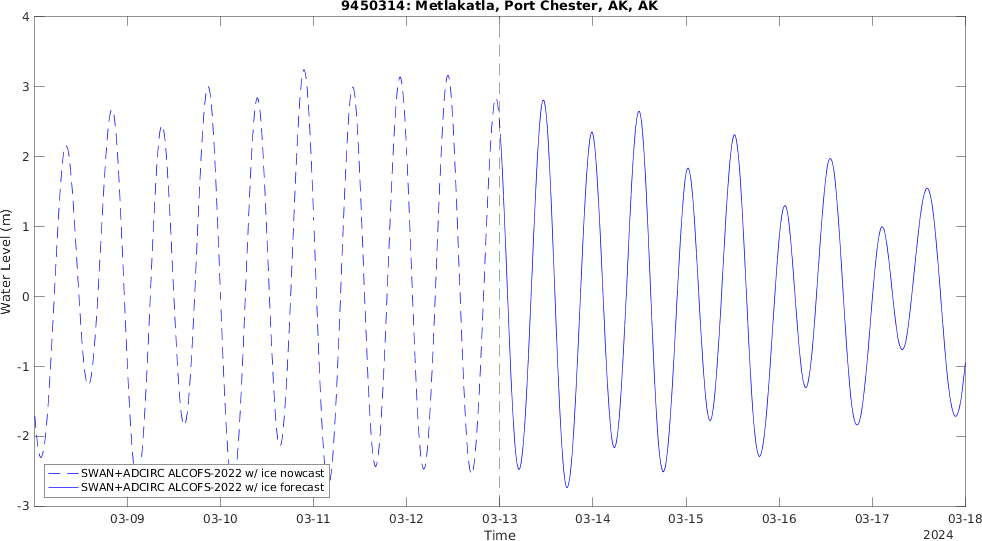 9450314: Metlakatla, Port Chester, AK, AK
4
3
2
1
0
-1
-2
-3
Water Level (m)
SWAN+ADCIRC ALCOFS-2022 w/ ice nowcast
SWAN+ADCIRC ALCOFS-2022 w/ ice forecast
03-09 03-10 03-11 03-12 03-13 03-14 03-15 03-16 03-17 03-18
Time
2024